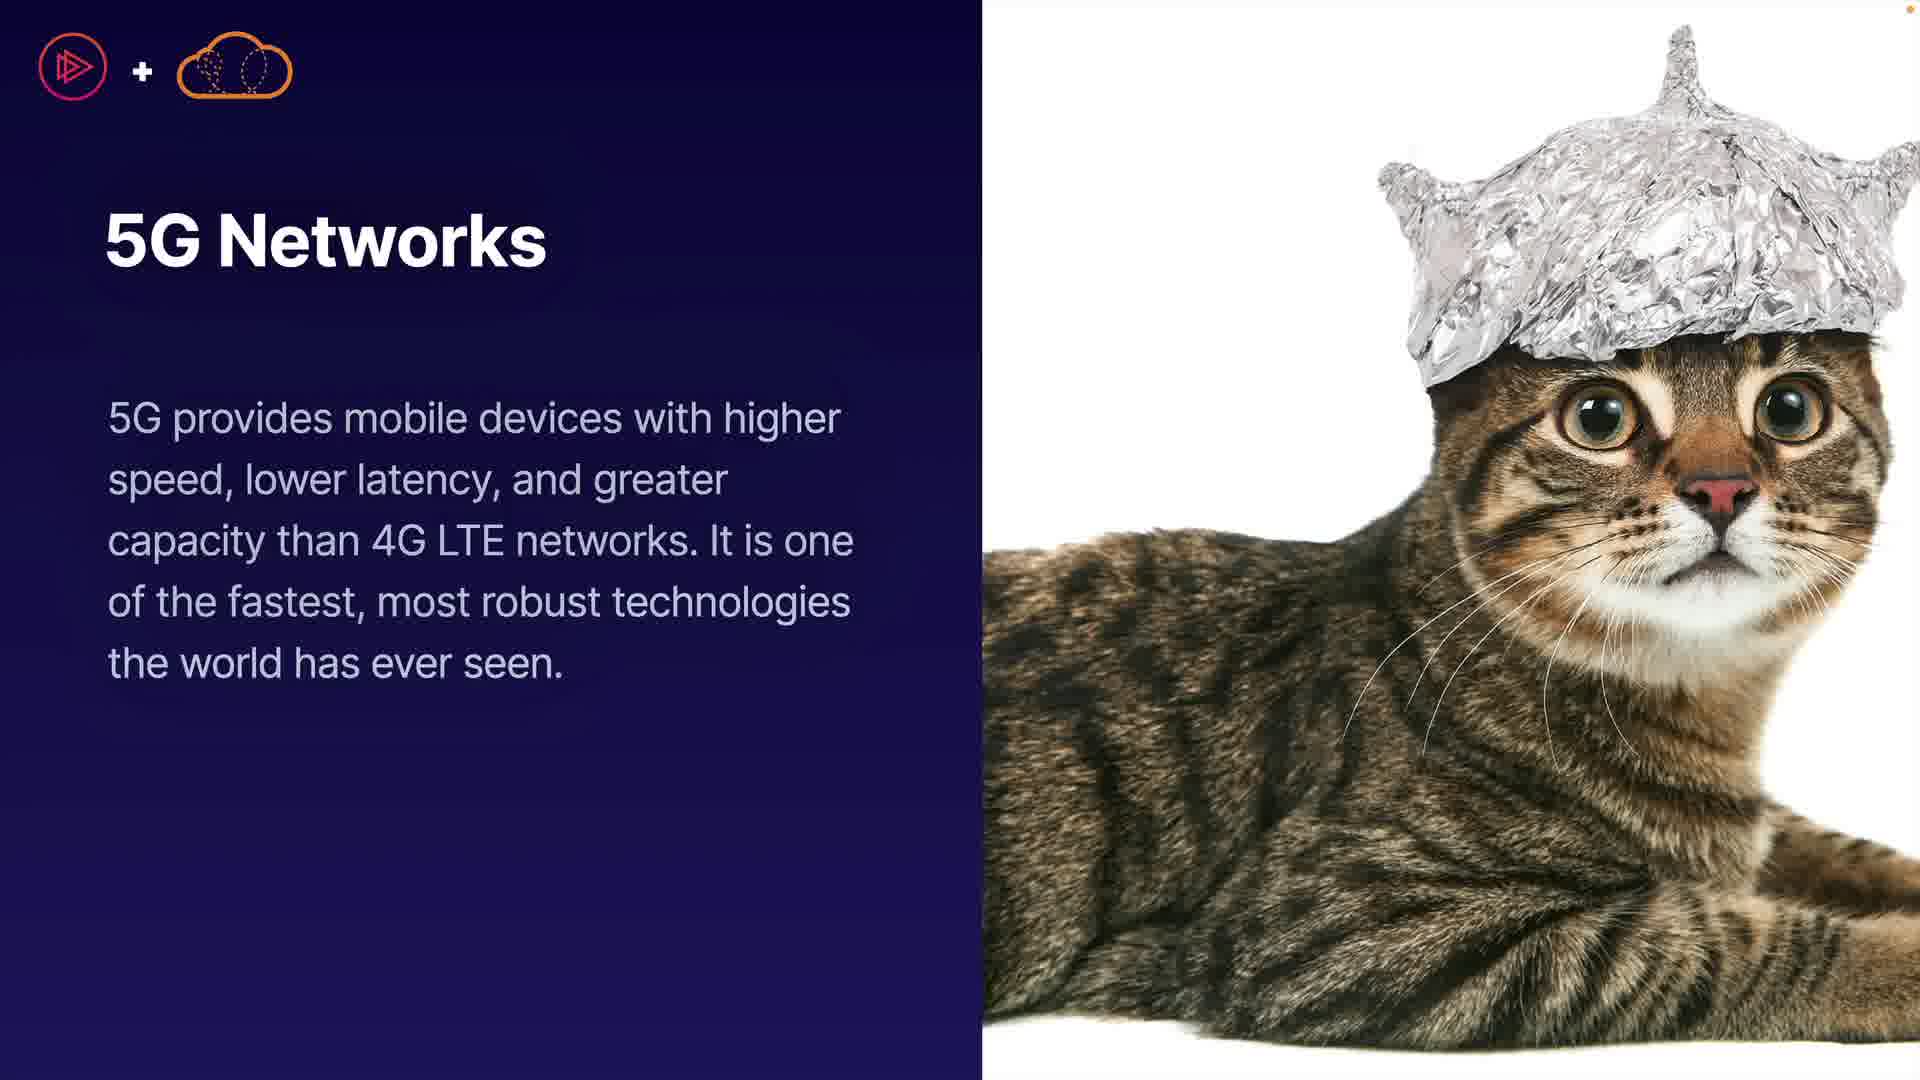 5G Networks
5G provides mobile devices with higher
speed, lower latency, and greater
capacity than 4G LTE networks. It is one
of the fastest, most robust technologies
the world has ever seen.